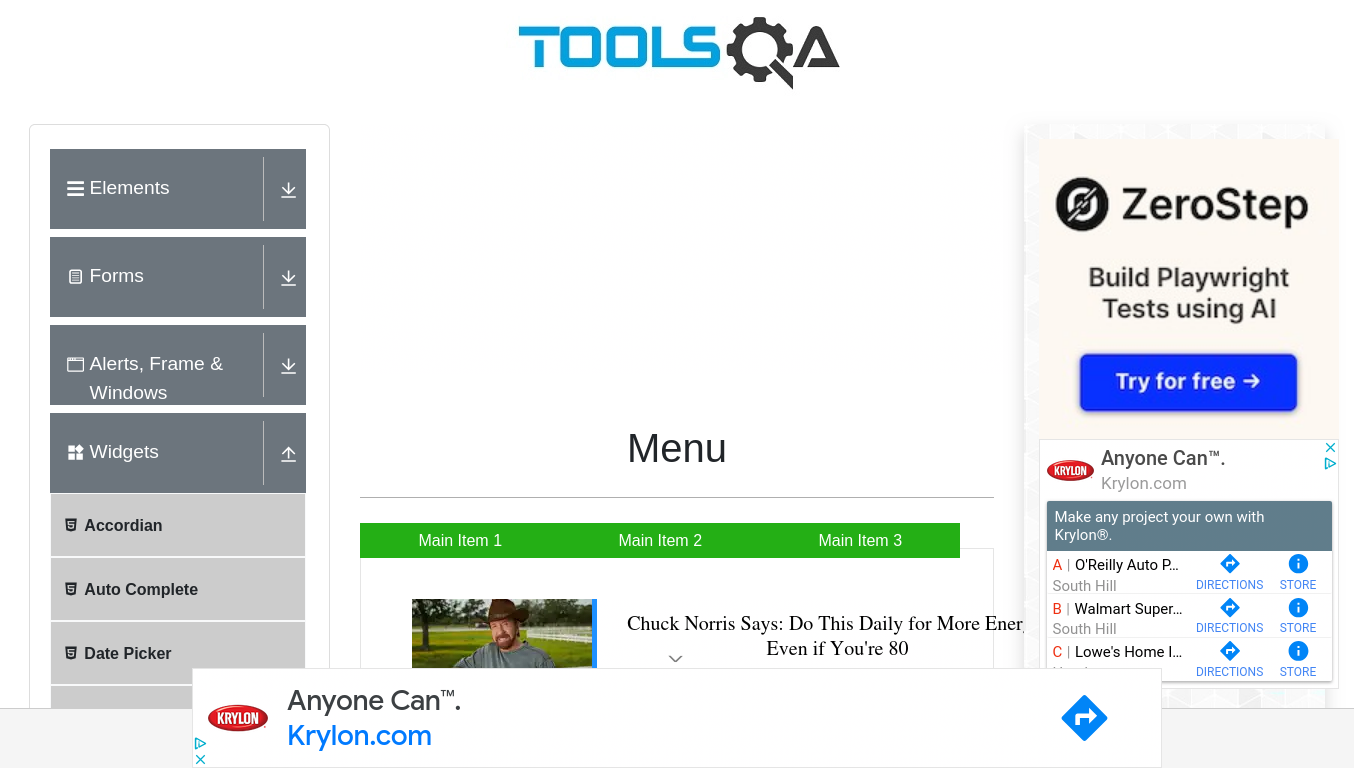 TOOLSQA
Elements
Forms
Alerts, Frame &
Windows
Widgets
Accordian
Auto Complete
Date Picker
Menu
Main Item 1
Main Item 2
Main Item 3
Chuck Norris Says: Do This Daily for More Ener
Even if You're 80
ZeroStep
Build Playwright
Tests using AI
Try for free →
KRYLON
Anyone Can™.
Krylon.com
Make any project your own with
Krylon®.
A | O'Reilly Auto P...
South Hill
DIRECTIONS
STORE
B | Walmart Super...
South Hill
DIRECTIONS
STORE
C | Lowe's Home I...
DIRECTIONS
STORE
KRYLON
Anyone Can™.
Krylon.com